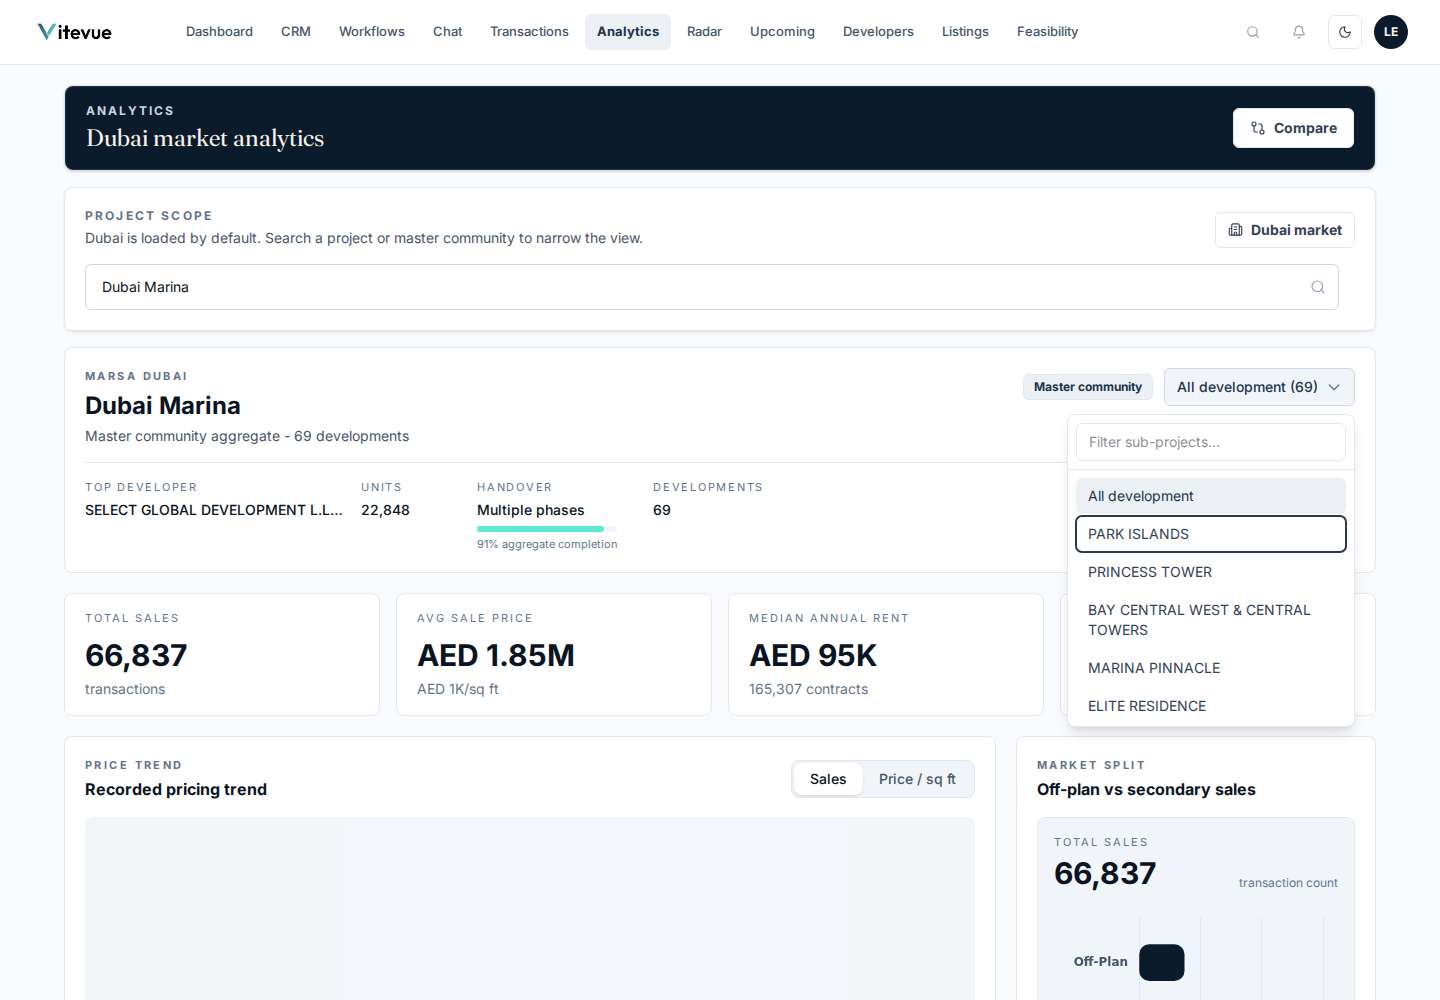 Vitevue
Dashboard
CRM
Workflows
Chat
Transactions
Analytics
Radar
Upcoming
Developers
Listings
Feasibility
LE
ANALYTICS
Dubai market analytics
Compare
PROJECT SCOPE
Dubai is loaded by default. Search a project or master community to narrow the view.
Dubai market
Dubai Marina
MARSA DUBAI
Dubai Marina
Master community aggregate - 69 developments
Master community
All development (69)
Filter sub-projects...
All development
PARK ISLANDS
PRINCESS TOWER
BAY CENTRAL WEST & CENTRAL
TOWERS
MARINA PINNACLE
ELITE RESIDENCE
TOP DEVELOPER
SELECT GLOBAL DEVELOPMENT L.L...
UNITS
22,848
HANDOVER
Multiple phases
91% aggregate completion
DEVELOPMENTS
69
TOTAL SALES
66,837
transactions
AVG SALE PRICE
AED 1.85M
AED 1K/sq ft
MEDIAN ANNUAL RENT
AED 95K
165,307 contracts
PRICE TREND
Recorded pricing trend
Sales
Price / sq ft
MARKET SPLIT
Off-plan vs secondary sales
TOTAL SALES
66,837
transaction count
Off-Plan